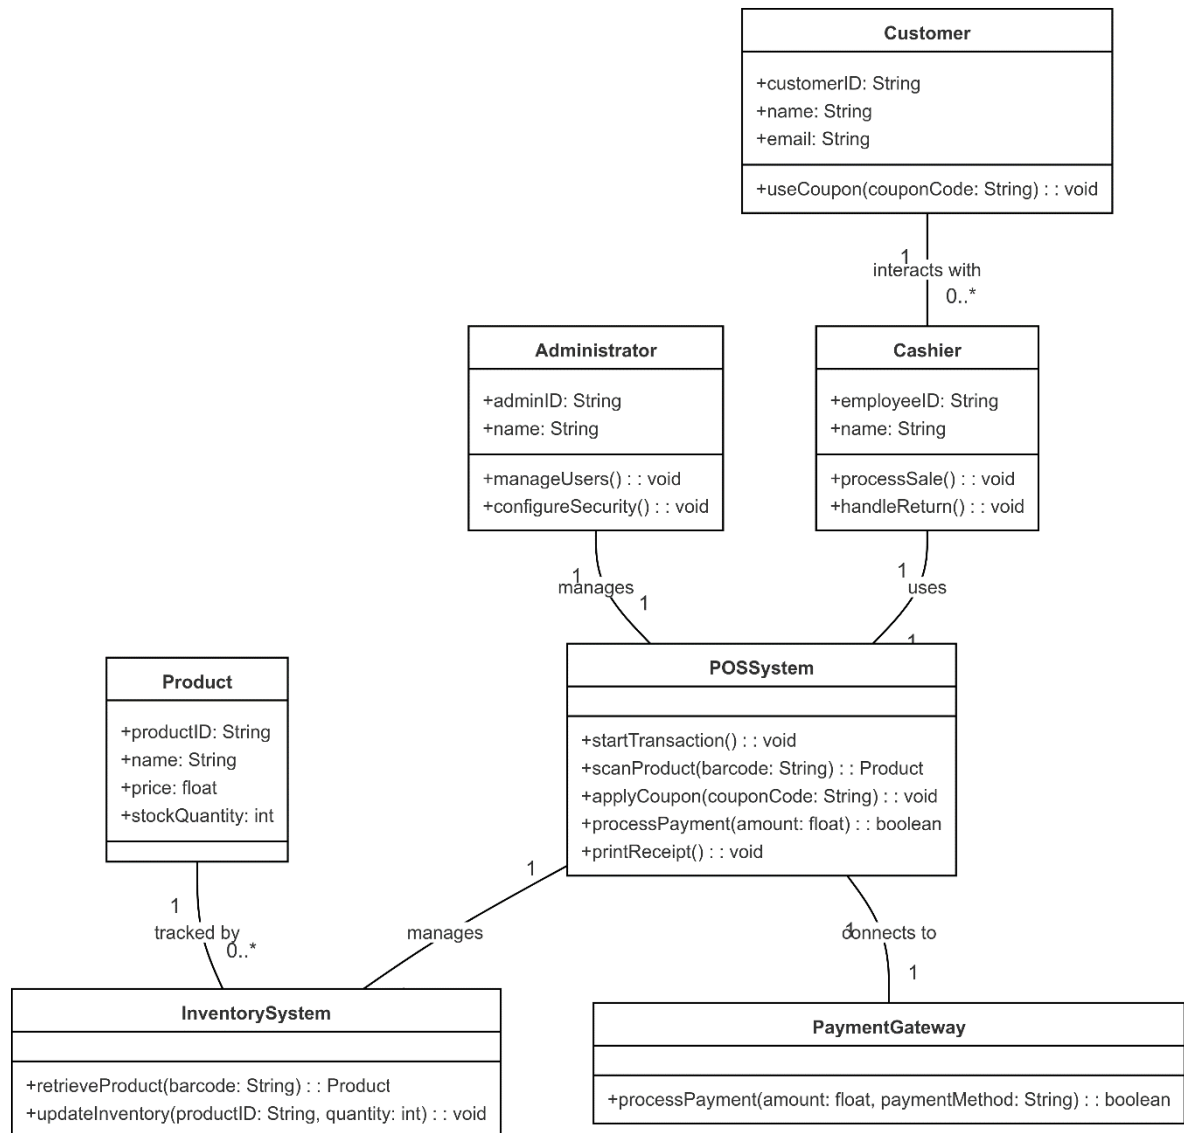 Customer
+customerID: String
+name: String
+email: String
+useCoupon(couponCode: String) : : void
1
interacts with
0..*
Administrator
+adminID: String
+name: String
+manageUsers() : : void
+configureSecurity() : : void
Cashier
+employeeID: String
+name: String
+processSale() : : void
+handleReturn() : : void
1
manages
1
1
uses
1
POSSystem
+startTransaction() : : void
+scanProduct(barcode: String) : : Product
+applyCoupon(couponCode: String) : : void
+processPayment(amount: float) : : boolean
+printReceipt() : : void
Product
+productID: String
+name: String
+price: float
+stockQuantity: int
1
tracked by
0..*
1
manages
1
connects to
1
InventorySystem
+retrieveProduct(barcode: String) : : Product
+updateInventory(productID: String, quantity: int) : : void
PaymentGateway
+processPayment(amount: float, paymentMethod: String) : : boolean